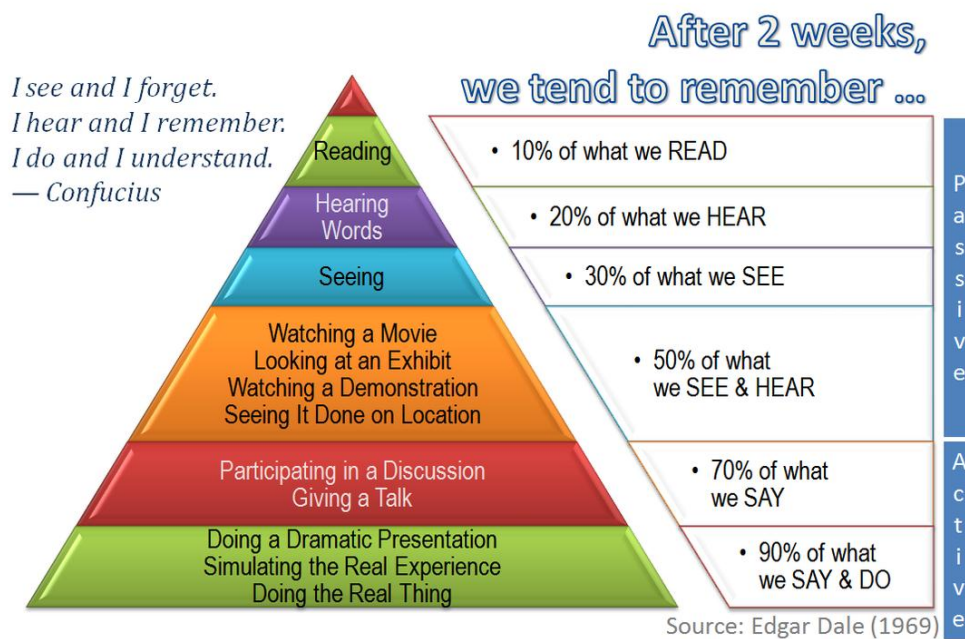 After 2 weeks,
we tend to remember ...
I see and I forget.
I hear and I remember.
I do and I understand.
— Confucius
Reading
Hearing
Words
Seeing
Watching a Movie
Looking at an Exhibit
Watching a Demonstration
Seeing It Done on Location
Participating in a Discussion
Giving a Talk
Doing a Dramatic Presentation
Simulating the Real Experience
Doing the Real Thing
• 10% of what we READ
• 20% of what we HEAR
• 30% of what we SEE
• 50% of what
we SEE & HEAR
• 70% of what
we SAY
• 90% of what
we SAY & DO
Passive
Active
Source: Edgar Dale (1969)